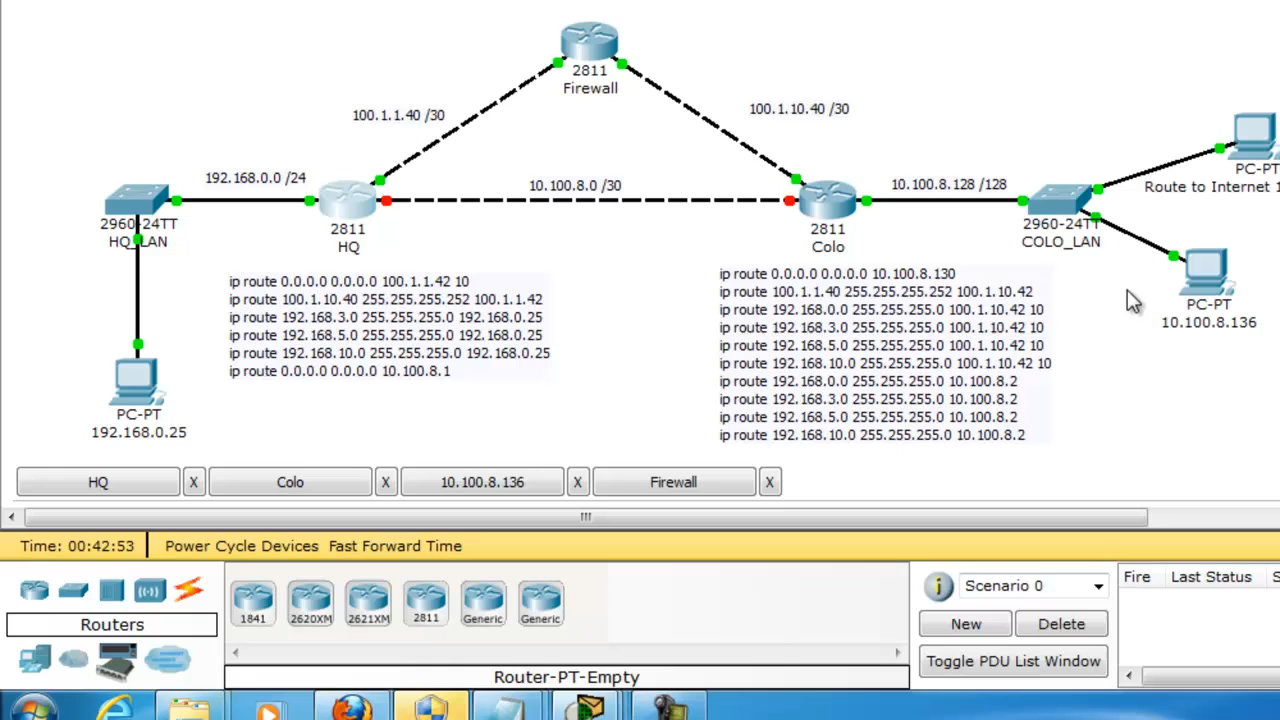 2811
Firewall
100.1.1.40 /30
100.1.10.40 /30
192.168.0.0 /24
10.100.8.0 /30
10.100.8.128 /128
PC-PT
Route to Internet 1
2960-24TT
HQ_LAN
2811
HQ
2811
Colo
2960-24TT
COLO_LAN
PC-PT
10.100.8.136
ip route 0.0.0.0 0.0.0.0 100.1.1.42 10
ip route 100.1.10.40 255.255.255.252 100.1.1.42
ip route 192.168.3.0 255.255.255.0 192.168.0.25
ip route 192.168.5.0 255.255.255.0 192.168.0.25
ip route 192.168.10.0 255.255.255.0 192.168.0.25
ip route 0.0.0.0 0.0.0.0 10.100.8.1
ip route 0.0.0.0 0.0.0.0 10.100.8.130
ip route 100.1.1.40 255.255.255.252 100.1.10.42
ip route 192.168.0.0 255.255.255.0 100.1.10.42 10
ip route 192.168.3.0 255.255.255.0 100.1.10.42 10
ip route 192.168.5.0 255.255.255.0 100.1.10.42 10
ip route 192.168.10.0 255.255.255.0 100.1.10.42 10
ip route 192.168.0.0 255.255.255.0 10.100.8.2
ip route 192.168.3.0 255.255.255.0 10.100.8.2
ip route 192.168.5.0 255.255.255.0 10.100.8.2
ip route 192.168.10.0 255.255.255.0 10.100.8.2
PC-PT
192.168.0.25
HQ X Colo X 10.100.8.136 X Firewall X
Time: 00:42:53 Power Cycle Devices Fast Forward Time
Routers
1841 2620XM 2621XM 2811 Generic Generic
Router-PT-Empty
Scenario 0
New Delete
Toggle PDU List Window
Fire Last Status S